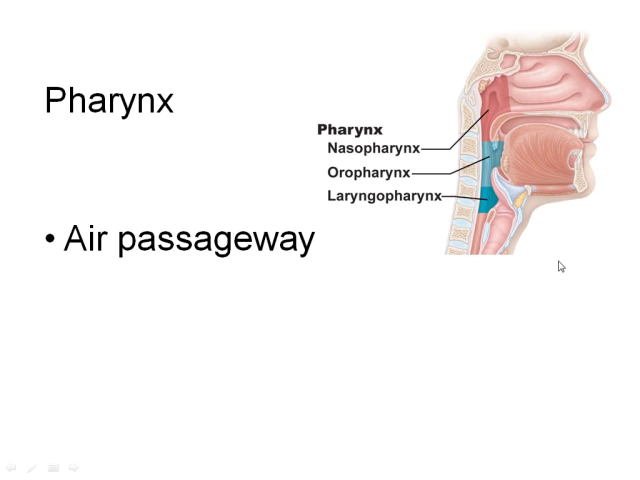 Pharynx
Pharynx
Nasopharynx
Oropharynx
Laryngopharynx
• Air passageway